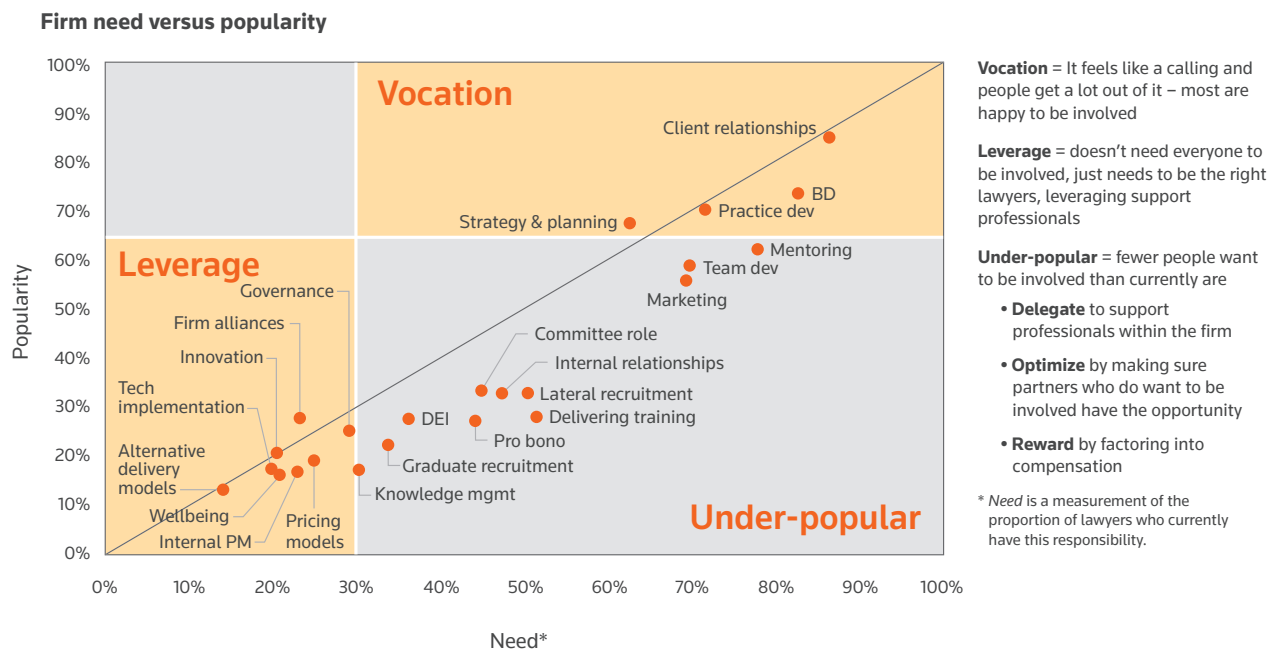 Firm need versus popularity
100%
90%
80%
70%
60%
50%
40%
30%
20%
10%
0%
Popularity
Vocation
Client relationships
BD
Practice dev
Strategy & planning
Leverage
Governance
Firm alliances
Innovation
Tech
implementation
Alternative
delivery
models
Wellbeing
Internal PM
Pricing
models
Mentoring
Team dev
Marketing
Committee role
Internal relationships
Lateral recruitment
Delivering training
DEI
Pro bono
Graduate recruitment
Knowledge mgmt
Under-popular
0%
10%
20%
30%
40%
50%
60%
70%
80%
90%
100%
Need*
Vocation = It feels like a calling and
people get a lot out of it – most are
happy to be involved
Leverage = doesn’t need everyone to
be involved, just needs to be the right
lawyers, leveraging support
professionals
Under-popular = fewer people want
to be involved than currently are
• Delegate to support
professionals within the firm
• Optimize by making sure
partners who do want to be
involved have the opportunity
• Reward by factoring into
compensation
* Need is a measurement of the
proportion of lawyers who currently
have this responsibility.